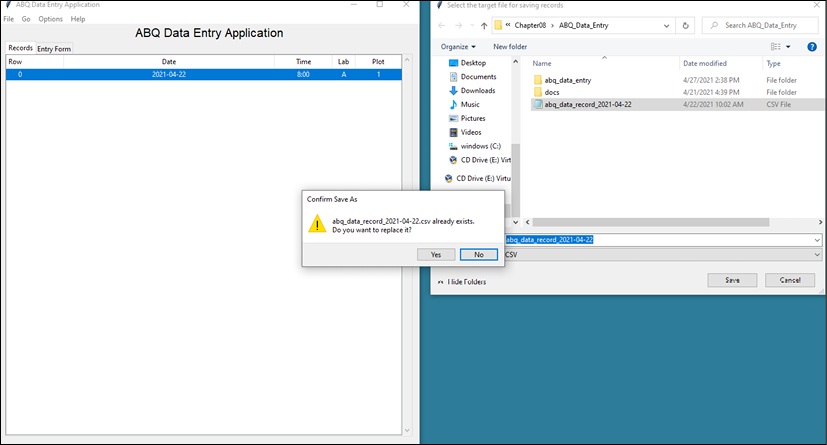 ABQ Data Entry Application
File Go Options Help
ABQ Data Entry Application
Records Entry Form
Row Date Time Lab Plot
0 2021-04-22 8:00 A 1
Select the target file for saving records
« Chapter08 › ABQ_Data_Entry
Search ABQ_Data_Entry
Organize New folder
Desktop
Documents
Downloads
Music
Pictures
Videos
windows (C:)
CD Drive (E:) Virt
CD Drive (E:) Virtu
Name Date modified Type
abq_data_entry 4/27/2021 2:38 PM File folder
docs 4/21/2021 4:39 PM File folder
abq_data_record_2021-04-22 4/22/2021 10:02 AM CSV File
Confirm Save As
abq_data_record_2021-04-22.csv already exists.
Do you want to replace it?
Yes No
abq_data_record_2021-04-22
CSV
Hide Folders
Save Cancel